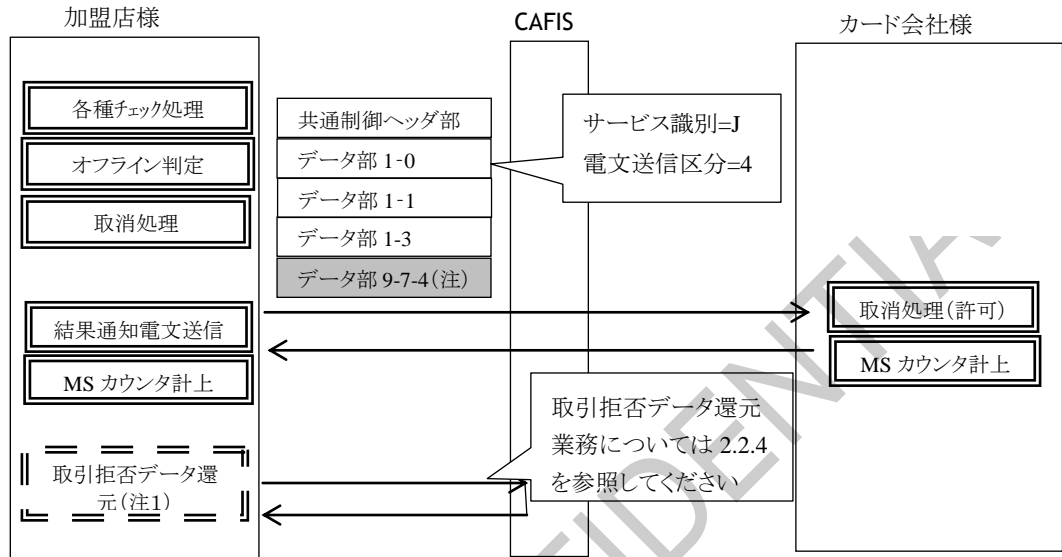 加盟店様
CAFIS
カード会社様
各種チェック処理
オフライン判定
取消処理
共通制御ヘッダ部
データ部 1-0
データ部 1-1
データ部 1-3
データ部 9-7-4(注)
サービス識別=J
電文送信区分=4
結果通知電文送信
MS カウンタ計上
取消処理(許可)
MS カウンタ計上
取引拒否データ還
元(注1)
取引拒否データ還元
業務については 2.2.4
を参照してください